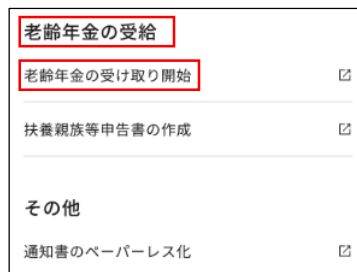 老齢年金の受給
老齢年金の受け取り開始
扶養親族等申告書の作成
その他
通知書のペーパーレス化